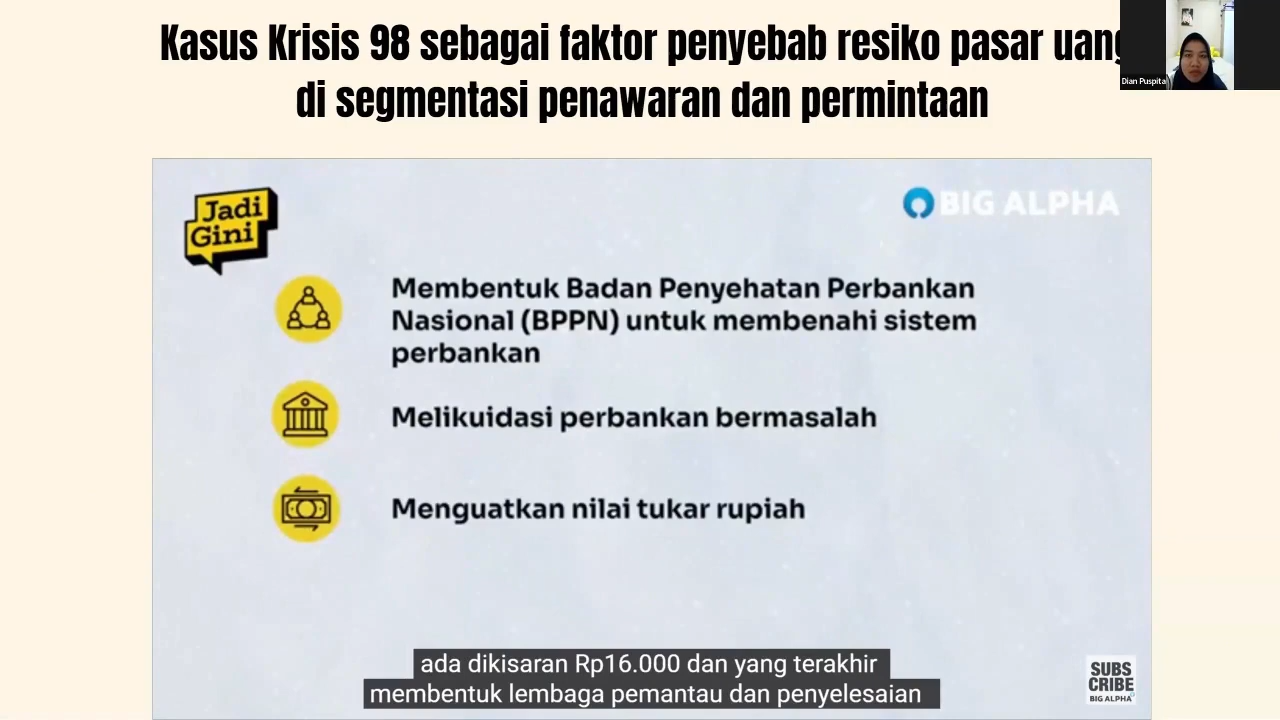 Kasus Krisis 98 sebagai faktor penyebab resiko pasar uang
di segmentasi penawaran dan permintaan
Dian Puspita
Jadi
Gini
BIG ALPHA
Membentuk Badan Penyehatan Perbankan
Nasional (BPPN) untuk membenahi sistem
perbankan
Melikuidasi perbankan bermasalah
Menguatkan nilai tukar rupiah
ada dikisaran Rp16.000 dan yang terakhir
membentuk lembaga pemantau dan penyelesaian
SUBS
CRIBE
BIG ALPHA